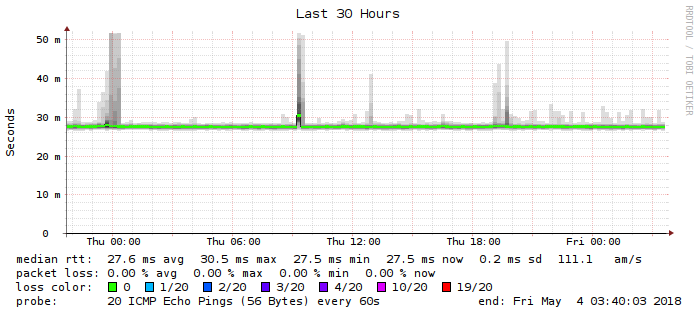 Last 30 Hours
RRDTOOL / TOBI OETIKER
Seconds
50 m
40 m
30 m
20 m
10 m
0
Thu 00:00 Thu 06:00 Thu 12:00 Thu 18:00 Fri 00:00
median rtt: 27.6 ms avg 30.5 ms max 27.5 ms min 27.5 ms now 0.2 ms sd 111.1 am/s
packet loss: 0.00 % avg 0.00 % max 0.00 % min 0.00 % now
loss color: 0 1/20 2/20 3/20 4/20 10/20 19/20
probe: 20 ICMP Echo Pings (56 Bytes) every 60s end: Fri May 4 03:40:03 2018